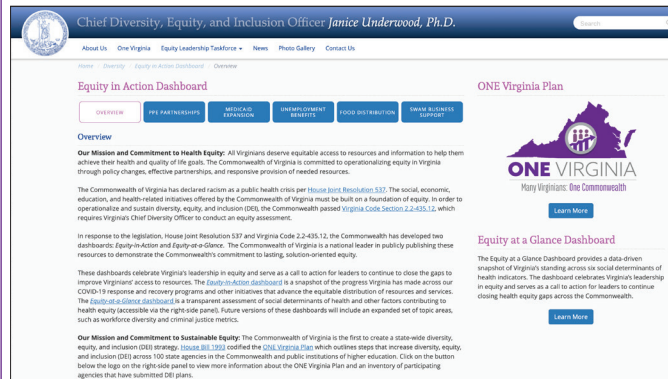 Chief Diversity, Equity, and Inclusion Officer Janice Underwood, Ph.D.
Search
About Us One Virginia Equity Leadership Taskforce News Photo Gallery Contact Us
Home / Diversity / Equity in Action Dashboard / Overview
Equity in Action Dashboard
OVERVIEW
PPE PARTNERSHIPS
MEDICAID
EXPANSION
UNEMPLOYMENT
BENEFITS
FOOD DISTRIBUTION
SWAM BUSINESS
SUPPORT
Overview
Our Mission and Commitment to Health Equity: All Virginians deserve equitable access to resources and information to help them
achieve their health and quality of life goals. The Commonwealth of Virginia is committed to operationalizing equity in Virginia
through policy changes, effective partnerships, and responsive provision of needed resources.
The Commonwealth of Virginia has declared racism as a public health crisis per House Joint Resolution 537. The social, economic,
education, and health-related initiatives offered by the Commonwealth of Virginia must be built on a foundation of equity. In order to
operationalize and sustain diversity, equity, and inclusion (DEI), the Commonwealth passed Virginia Code Section 2.2-435.12, which
requires Virginia's Chief Diversity Officer to conduct an equity assessment.
In response to the legislation, House Joint Resolution 537 and Virginia Code 2.2-435.12, the Commonwealth has developed two
dashboards: Equity-in-Action and Equity-at-a-Glance. The Commonwealth of Virginia is a national leader in publicly publishing these
resources to demonstrate the Commonwealth's commitment to lasting, solution-oriented equity.
These dashboards celebrate Virginia's leadership in equity and serve as a call to action for leaders to continue to close the gaps to
improve Virginians' access to resources. The Equity-in-Action dashboard is a snapshot of the progress Virginia has made across our
COVID-19 response and recovery programs and other initiatives that advance the equitable distribution of resources and services.
The Equity-at-a-Glance dashboard is a transparent assessment of social determinants of health and other factors contributing to
health equity (accessible via the right-side panel). Future versions of these dashboards will include an expanded set of topic areas,
such as workforce diversity and criminal justice metrics.
Our Mission and Commitment to Sustainable Equity: The Commonwealth of Virginia is the first to create a state-wide diversity,
equity, and inclusion (DEI) strategy. House Bill 1993 codified the ONE Virginia Plan which outlines steps that increase diversity, equity,
and inclusion (DEI) across 100 state agencies in the Commonwealth and public institutions of higher education. Click on the button
below the logo on the right-side panel to view more information about the ONE Virginia Plan and an inventory of participating
agencies that have submitted DEI plans.
ONE Virginia Plan
ONE VIRGINIA
Many Virginians: One Commonwealth
Learn More
Equity at a Glance Dashboard
The Equity at a Glance Dashboard provides a data-driven
snapshot of Virginia's standing across six social determinants of
health indicators. The dashboard celebrates Virginia's leadership
in equity and serves as a call to action for leaders to continue
closing health equity gaps across the Commonwealth.
Learn More